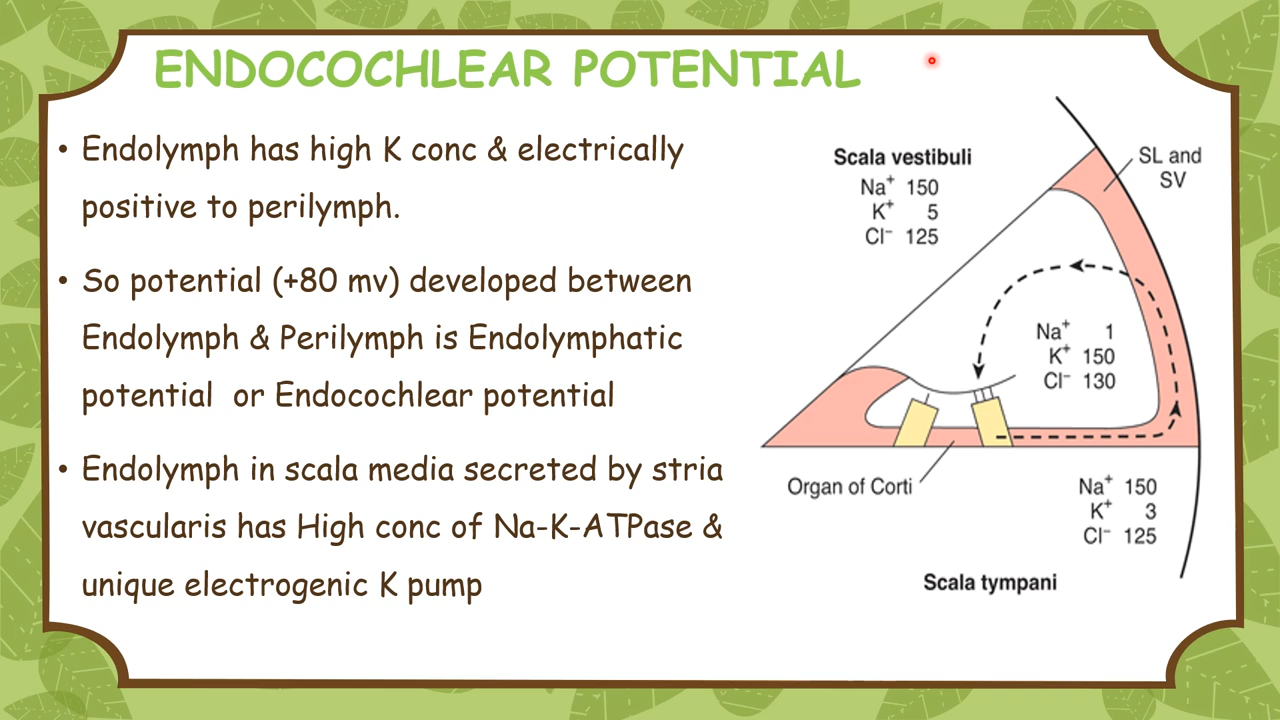 ENDOCOCHLEAR POTENTIAL
• Endolymph has high K conc & electrically
positive to perilymph.
• So potential (+80 mv) developed between
Endolymph & Perilymph is Endolymphatic
potential or Endocochlear potential
• Endolymph in scala media secreted by stria
vascularis has High conc of Na-K-ATPase &
unique electrogenic K pump
Scala vestibuli
Na⁺ 150
K⁺ 5
Cl⁻ 125
SL and
SV
Na⁺ 1
K⁺ 150
Cl⁻ 130
Organ of Corti
Na⁺ 150
K⁺ 3
Cl⁻ 125
Scala tympani